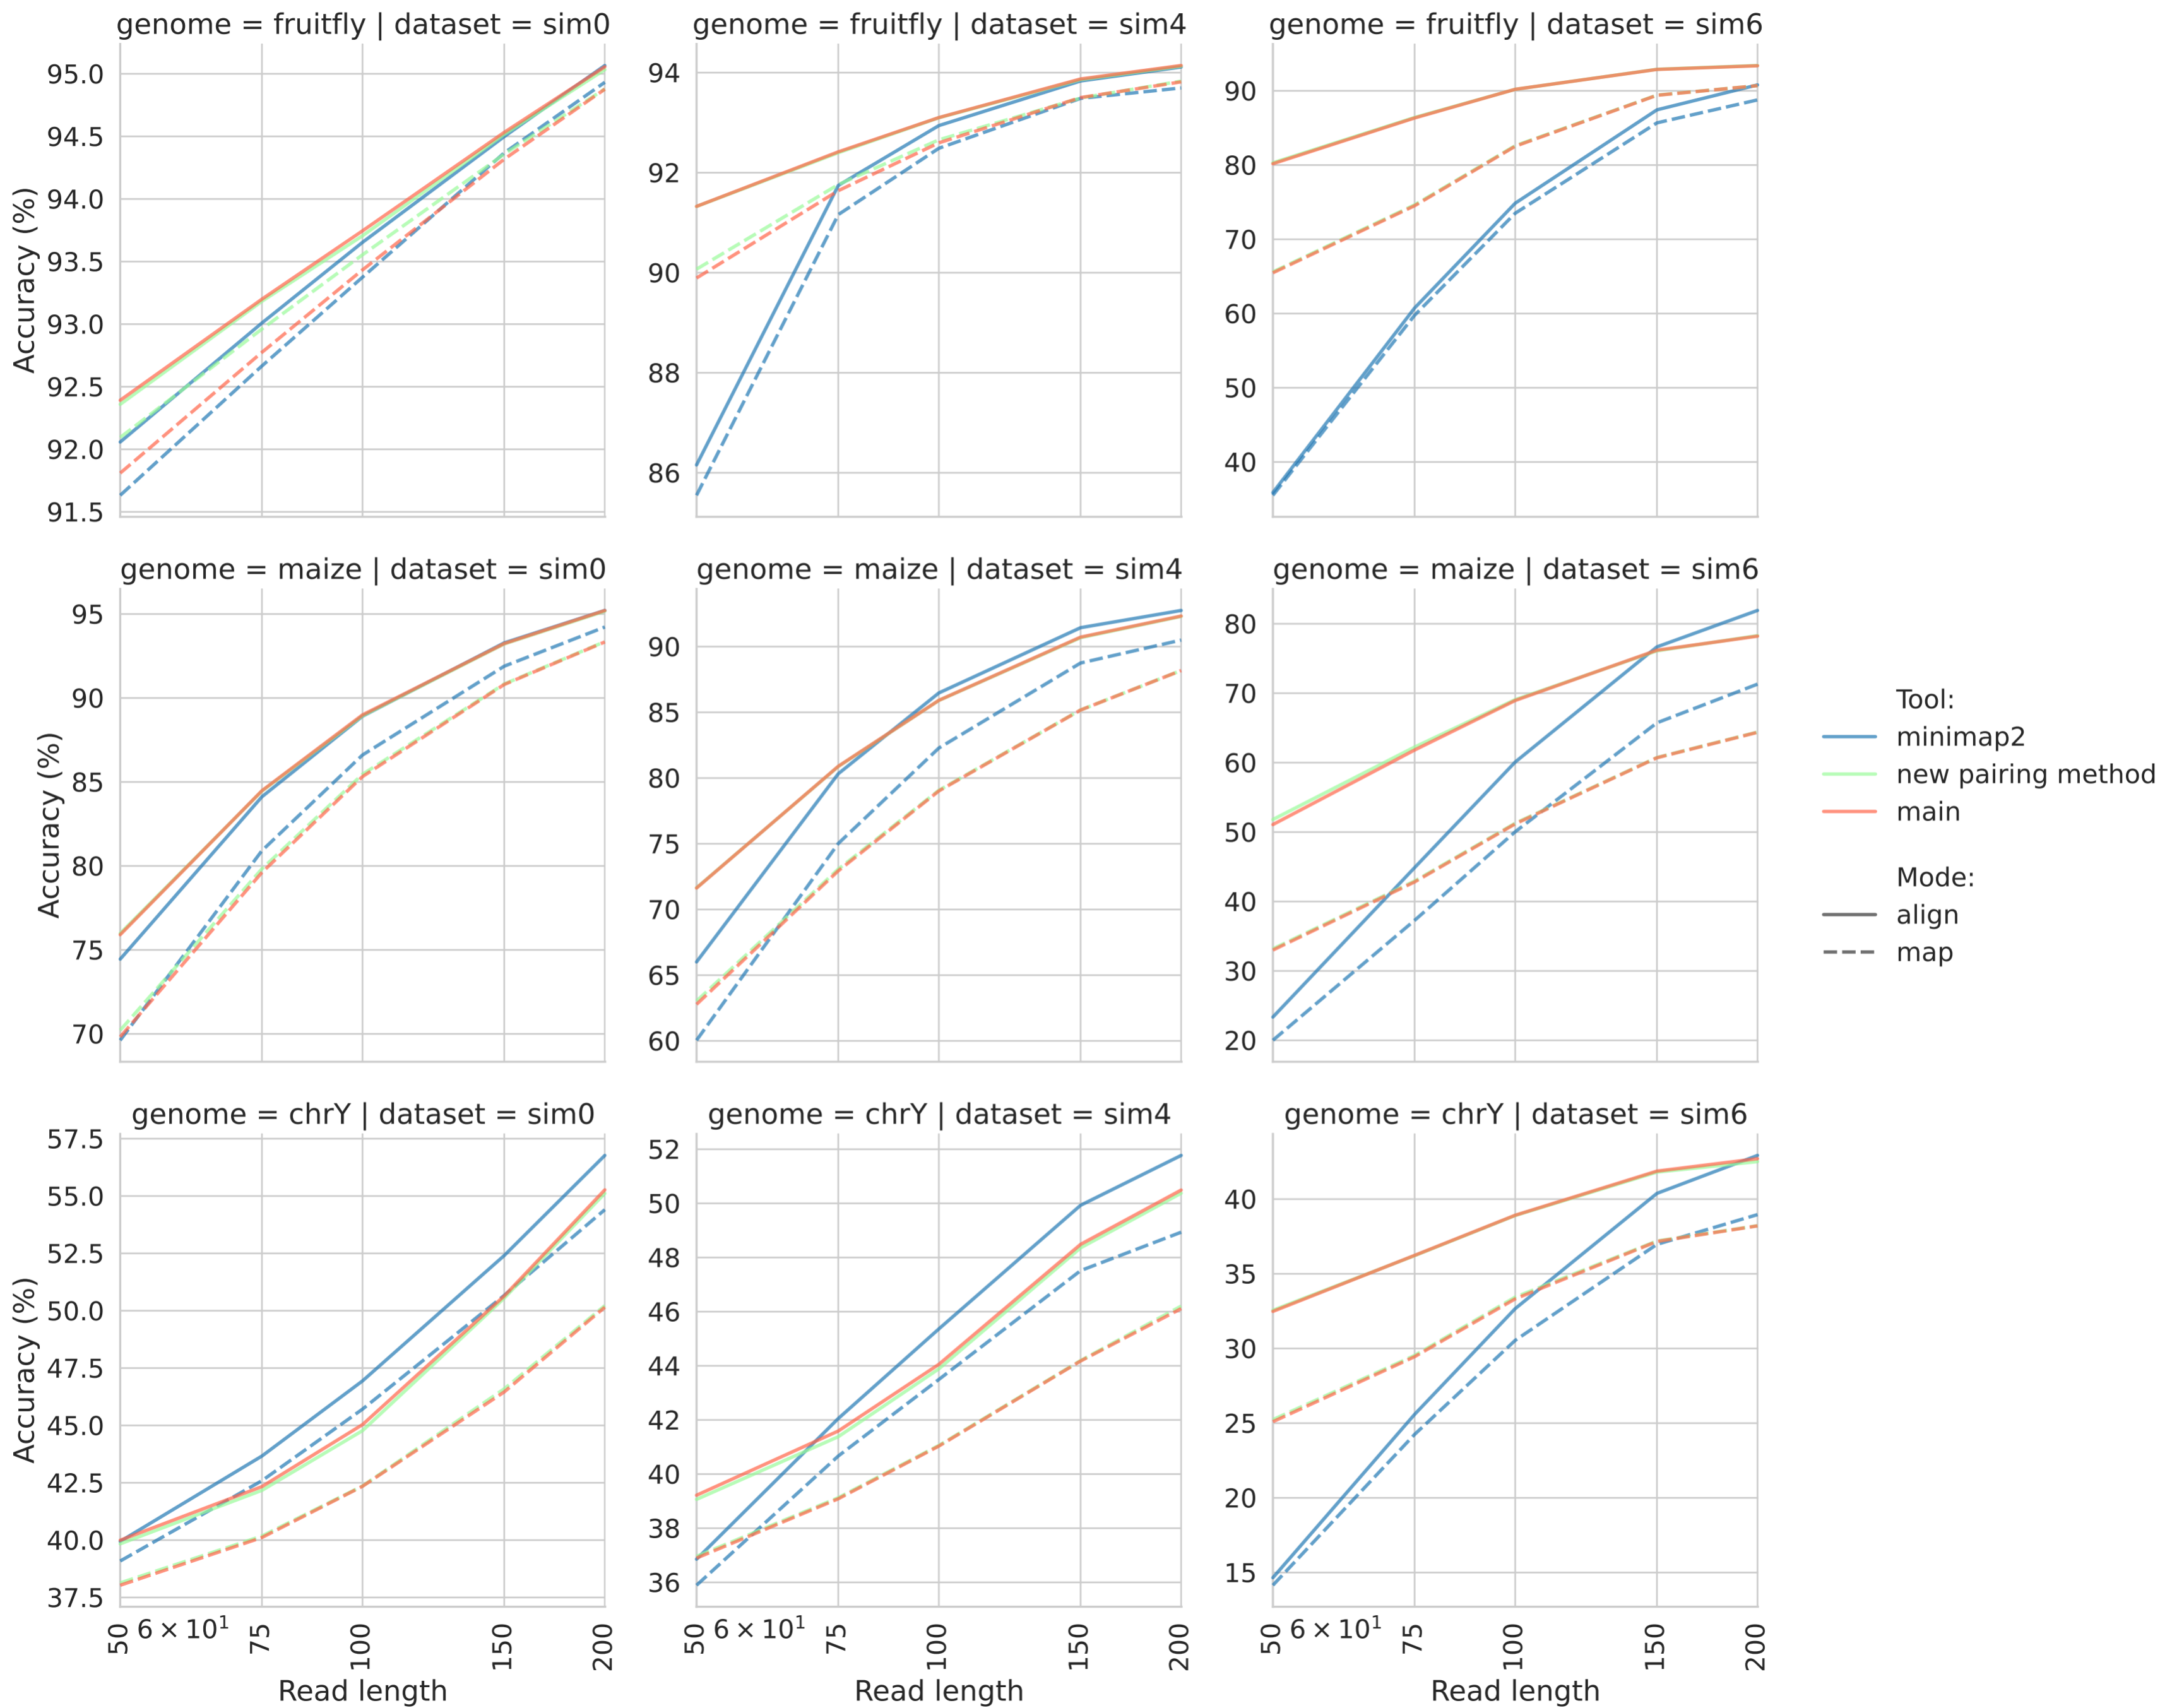 genome = fruitfly | dataset = sim0
genome = fruitfly | dataset = sim4
genome = fruitfly | dataset = sim6
Accuracy (%)
95.0
94.5
94.0
93.5
93.0
92.5
92.0
91.5
94
92
90
88
86
90
80
70
60
50
40
genome = maize | dataset = sim0
genome = maize | dataset = sim4
genome = maize | dataset = sim6
Accuracy (%)
95
90
85
80
75
70
90
85
80
75
70
65
60
80
70
60
50
40
30
20
Tool:
minimap2
new pairing method
main
Mode:
align
map
genome = chrY | dataset = sim0
genome = chrY | dataset = sim4
genome = chrY | dataset = sim6
Accuracy (%)
57.5
55.0
52.5
50.0
47.5
45.0
42.5
40.0
37.5
52
50
48
46
44
42
40
38
36
40
35
30
25
20
15
50 6 × 10¹ 75 100 150 200
50 6 × 10¹ 75 100 150 200
50 6 × 10¹ 75 100 150 200
Read length
Read length
Read length